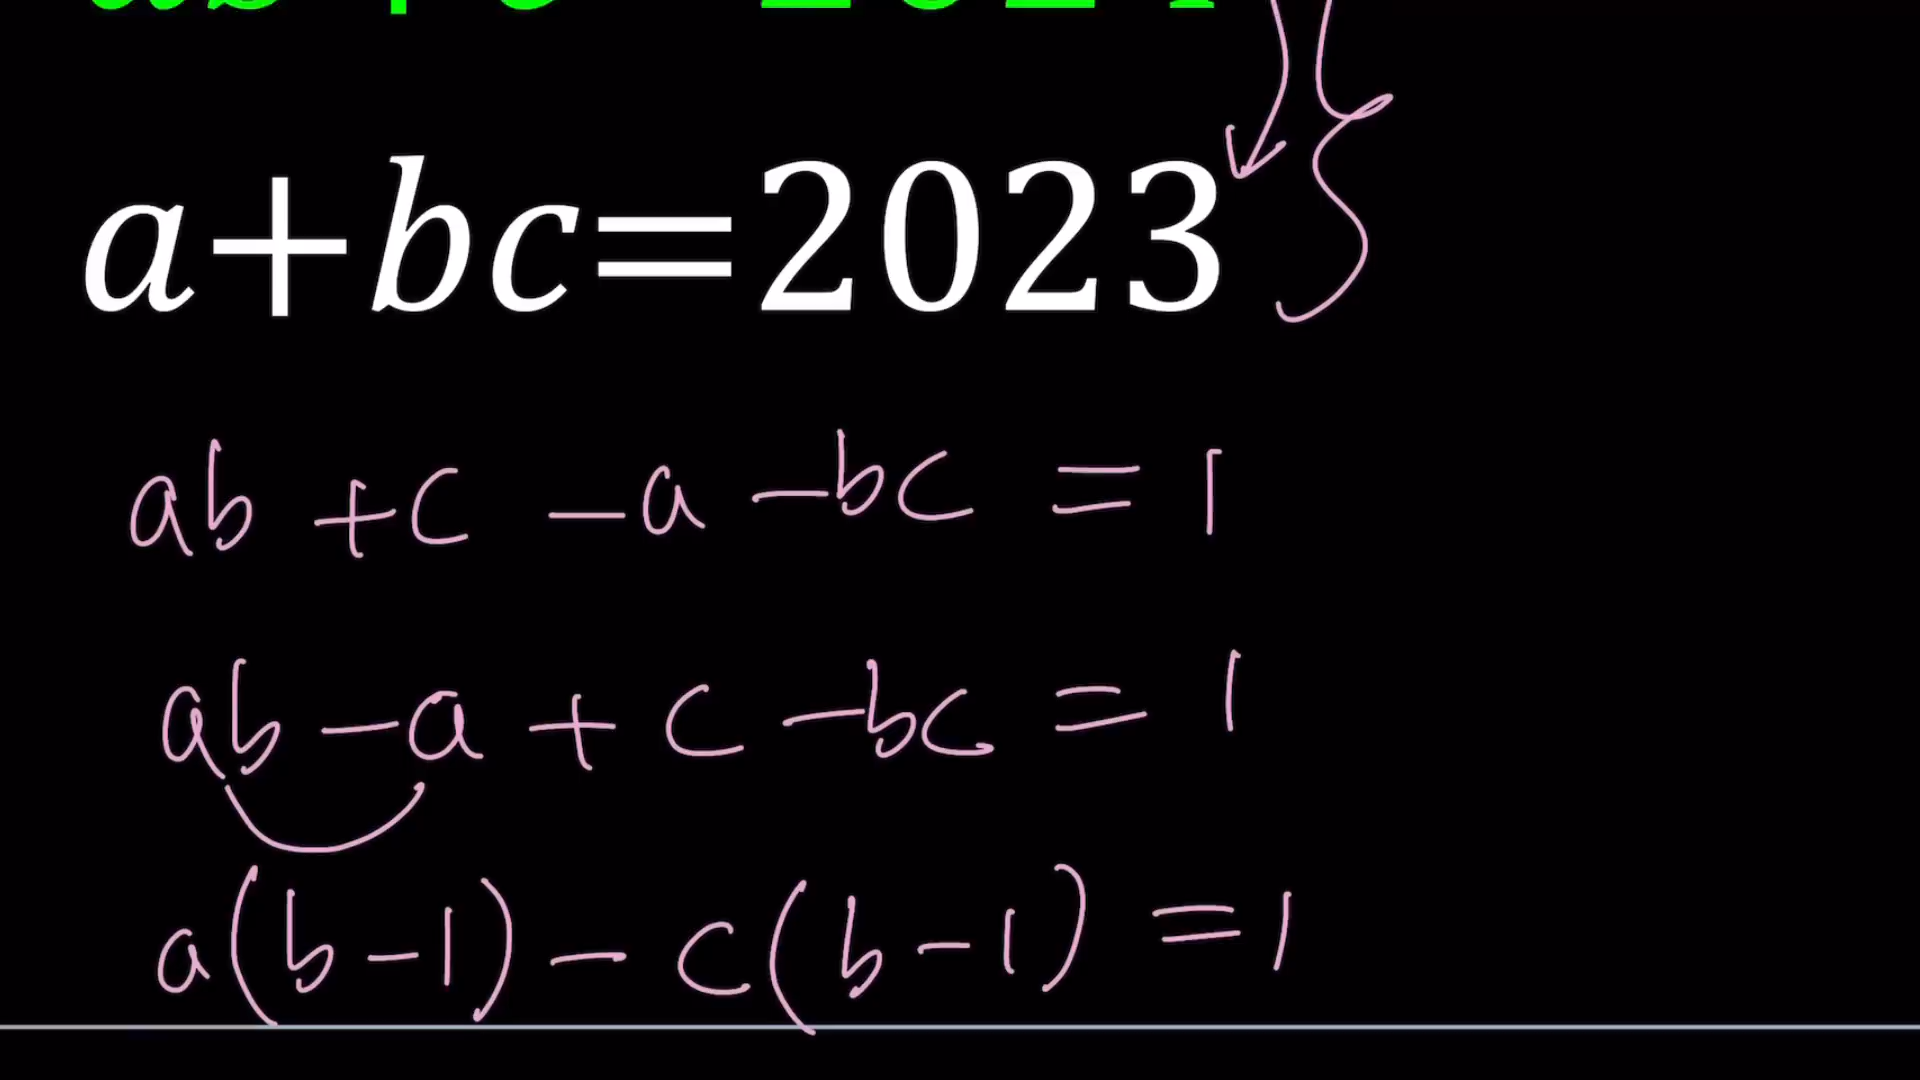 a+bc=2023
ab + c - a - bc = 1
ab - a + c - bc = 1
a(b-1) - c(b-1) = 1